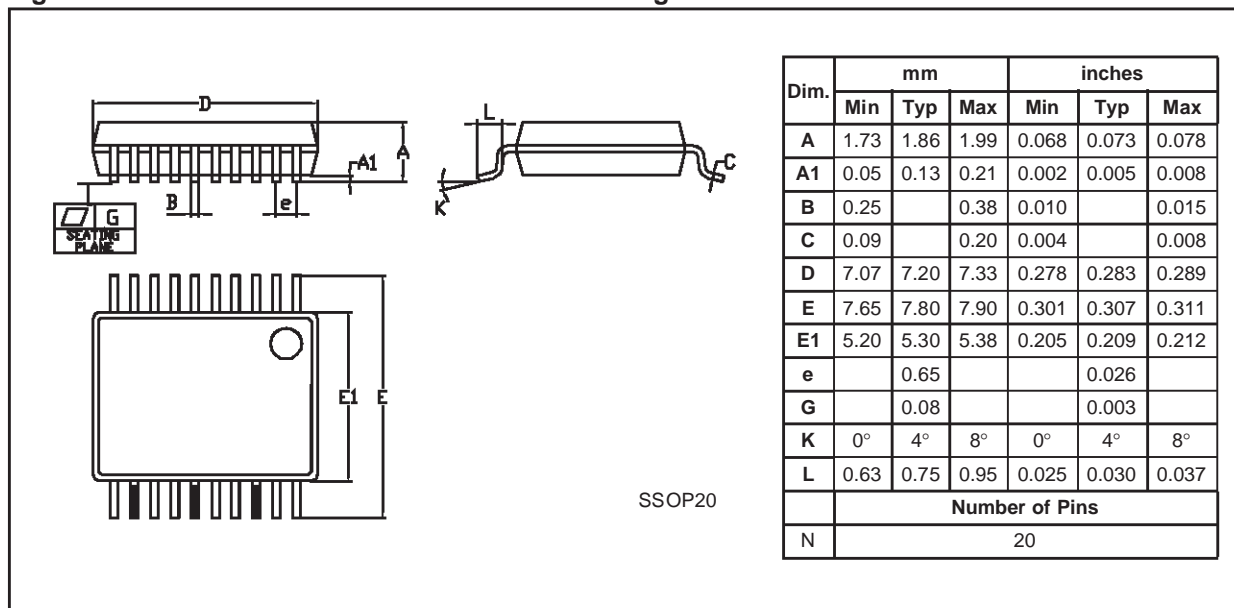 D
A1
A
B
e
G
SEATING
PLANE
L
C
K
E1 E
SSOP20
Dim. mm inches
Min Typ Max Min Typ Max
A 1.73 1.86 1.99 0.068 0.073 0.078
A1 0.05 0.13 0.21 0.002 0.005 0.008
B 0.25 0.38 0.010 0.015
C 0.09 0.20 0.004 0.008
D 7.07 7.20 7.33 0.278 0.283 0.289
E 7.65 7.80 7.90 0.301 0.307 0.311
E1 5.20 5.30 5.38 0.205 0.209 0.212
e 0.65 0.026
G 0.08 0.003
K 0° 4° 8° 0° 4° 8°
L 0.63 0.75 0.95 0.025 0.030 0.037
Number of Pins
N 20